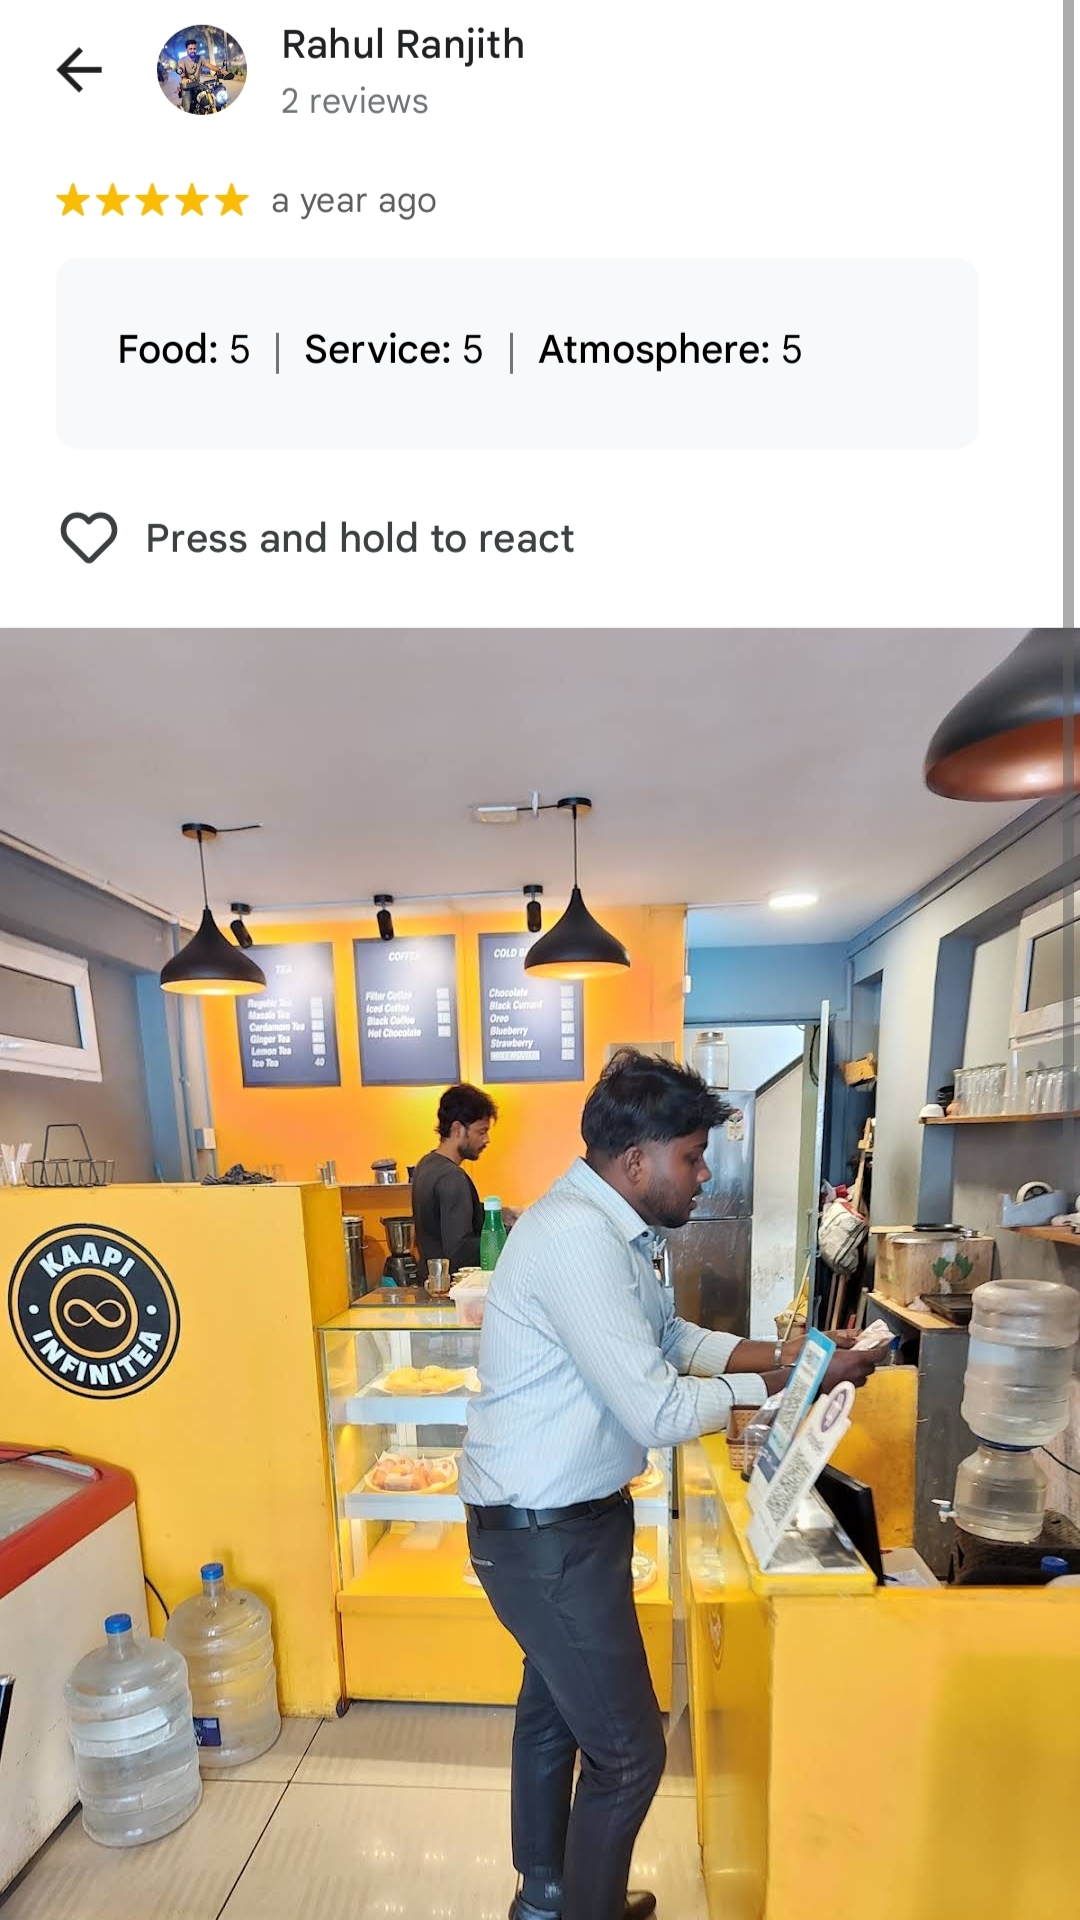 Rahul Ranjith
2 reviews
a year ago
Food: 5 | Service: 5 | Atmosphere: 5
Press and hold to react
TEA
Regular Tea
Masala Tea
Cardamom Tea
Ginger Tea
Lemon Tea
Ice Tea 40
COFFEE
Filter Coffee
Iced Coffee
Black Coffee
Hot Chocolate
COLD
Chocolate
Black Currant
Oreo
Blueberry
Strawberry
KAAPI
INFINITEA